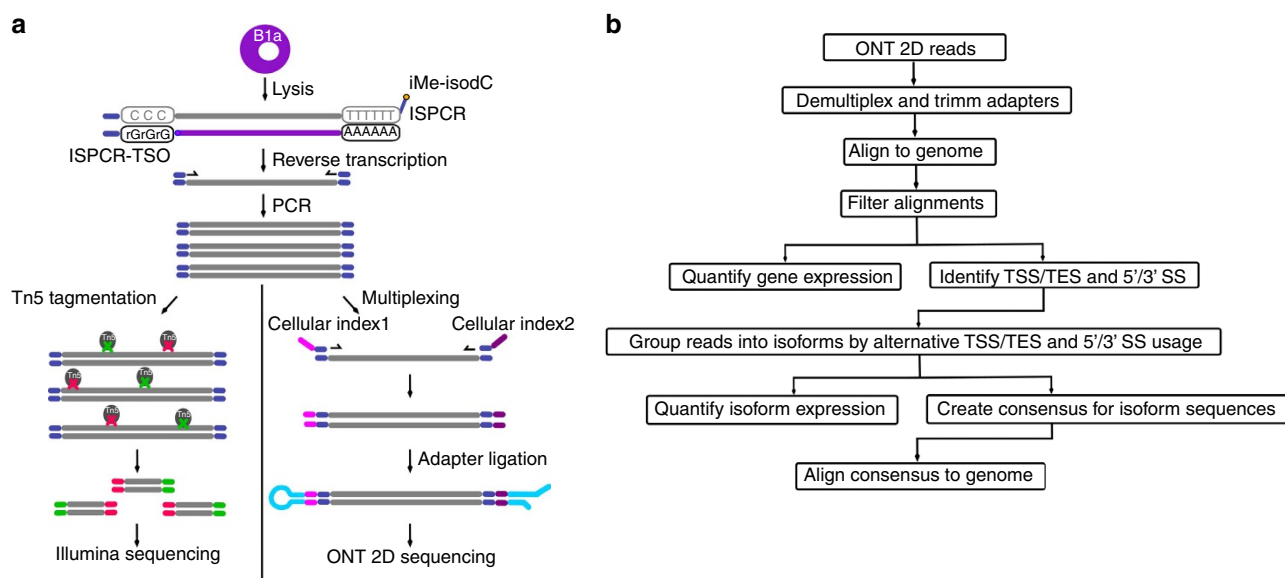 a
B1a
Lysis
iMe-isodC
C C C
TTTTTT
ISPCR
rGrGrG
AAAAAA
ISPCR-TSO
Reverse transcription
PCR
Tn5 tagmentation
Multiplexing
Cellular index1
Cellular index2
Tn5
Tn5
Tn5
Tn5
Tn5
Tn5
Adapter ligation
Illumina sequencing
ONT 2D sequencing
b
ONT 2D reads
Demultiplex and trimm adapters
Align to genome
Filter alignments
Quantify gene expression
Identify TSS/TES and 5'/3' SS
Group reads into isoforms by alternative TSS/TES and 5'/3' SS usage
Quantify isoform expression
Create consensus for isoform sequences
Align consensus to genome